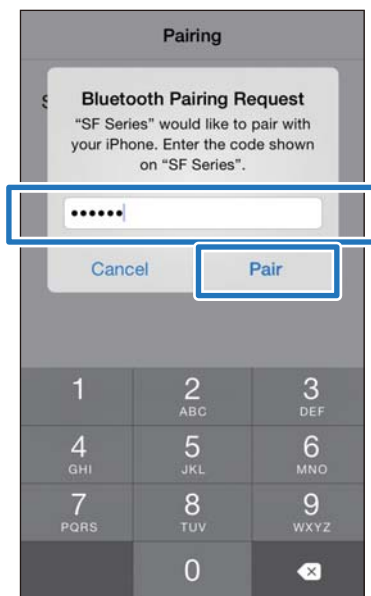 Pairing
S
Bluetooth Pairing Request
“SF Series” would like to pair with
your iPhone. Enter the code shown
on “SF Series”.
••••••
Cancel Pair
1 2 3
ABC DEF
4 5 6
GHI JKL MNO
7 8 9
PQRS TUV WXYZ
0